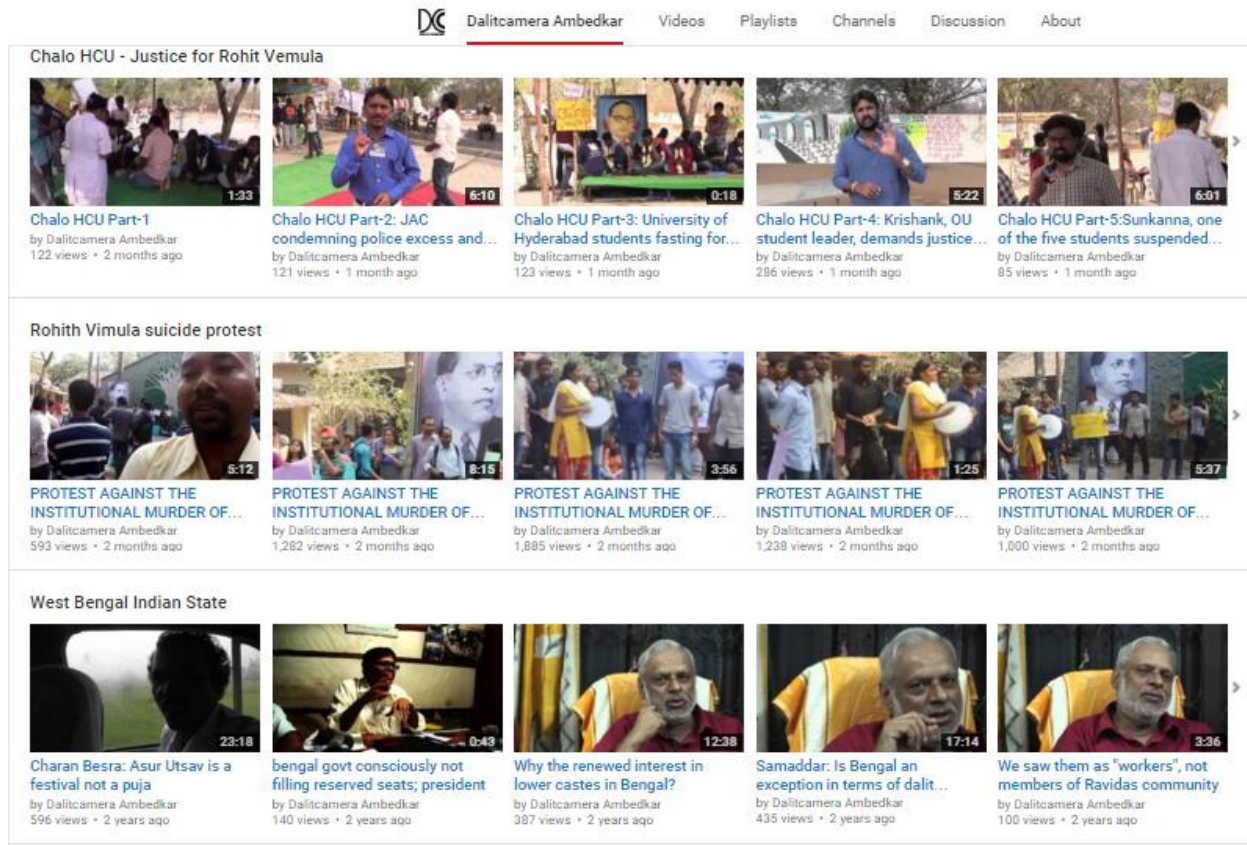 Dalitcamera Ambedkar Videos Playlists Channels Discussion About
Chalo HCU - Justice for Rohit Vemula
1:33 6:10 0:18 5:22 6:01
Chalo HCU Part-1
by Dalitcamera Ambedkar
122 views • 2 months ago
Chalo HCU Part-2: JAC
condemning police excess and...
by Dalitcamera Ambedkar
121 views • 1 month ago
Chalo HCU Part-3: University of
Hyderabad students fasting for...
by Dalitcamera Ambedkar
123 views • 1 month ago
Chalo HCU Part-4: Krishank, OU
student leader, demands justice...
by Dalitcamera Ambedkar
286 views • 1 month ago
Chalo HCU Part-5:Sunkanna, one
of the five students suspended...
by Dalitcamera Ambedkar
85 views • 1 month ago
Rohith Vimula suicide protest
5:12 8:15 3:56 1:25 5:37
PROTEST AGAINST THE
INSTITUTIONAL MURDER OF...
by Dalitcamera Ambedkar
593 views • 2 months ago
PROTEST AGAINST THE
INSTITUTIONAL MURDER OF...
by Dalitcamera Ambedkar
1,282 views • 2 months ago
PROTEST AGAINST THE
INSTITUTIONAL MURDER OF...
by Dalitcamera Ambedkar
1,885 views • 2 months ago
PROTEST AGAINST THE
INSTITUTIONAL MURDER OF...
by Dalitcamera Ambedkar
1,238 views • 2 months ago
PROTEST AGAINST THE
INSTITUTIONAL MURDER OF...
by Dalitcamera Ambedkar
1,000 views • 2 months ago
West Bengal Indian State
23:18 0:43 12:38 17:14 3:36
Charan Besra: Asur Utsav is a
festival not a puja
by Dalitcamera Ambedkar
596 views • 2 years ago
bengal govt consciously not
filling reserved seats; president
by Dalitcamera Ambedkar
140 views • 2 years ago
Why the renewed interest in
lower castes in Bengal?
by Dalitcamera Ambedkar
387 views • 2 years ago
Samaddar: Is Bengal an
exception in terms of dalit...
by Dalitcamera Ambedkar
435 views • 2 years ago
We saw them as "workers", not
members of Ravidas community
by Dalitcamera Ambedkar
100 views • 2 years ago